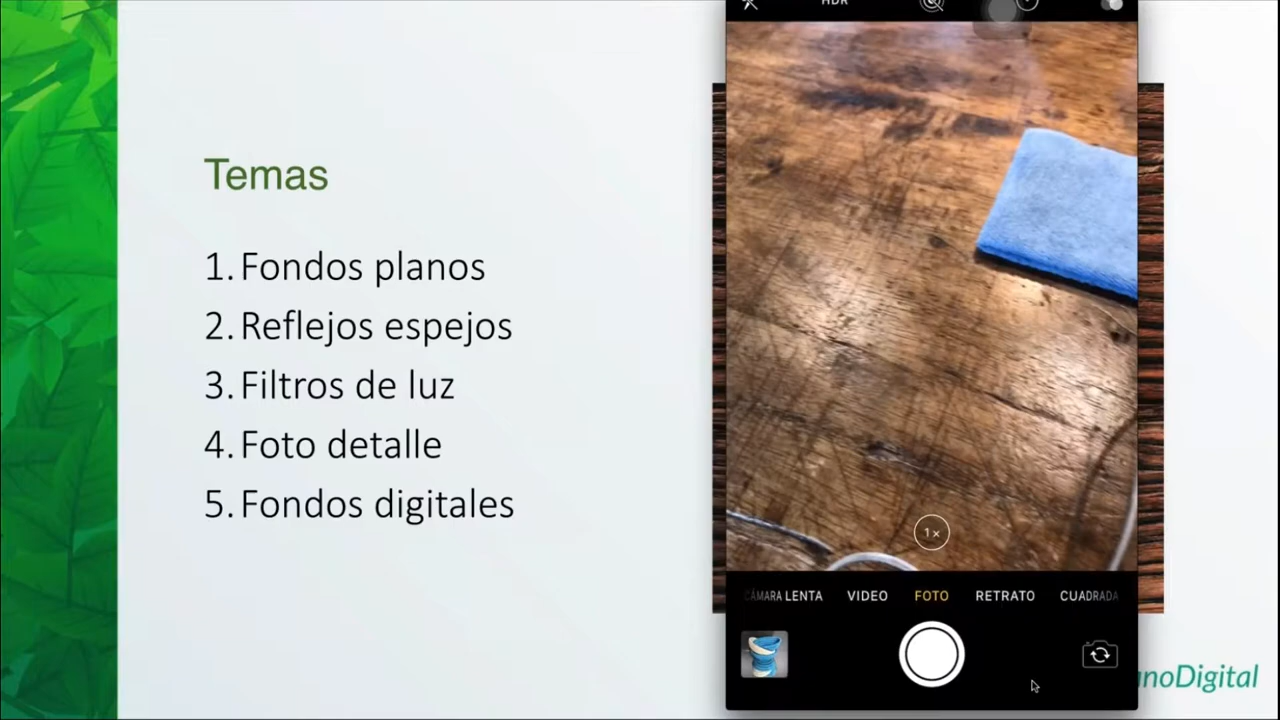 Temas
1. Fondos planos
2. Reflejos espejos
3. Filtros de luz
4. Foto detalle
5. Fondos digitales
HDR
1x
CÁMARA LENTA VIDEO FOTO RETRATO CUADRADA
noDigital